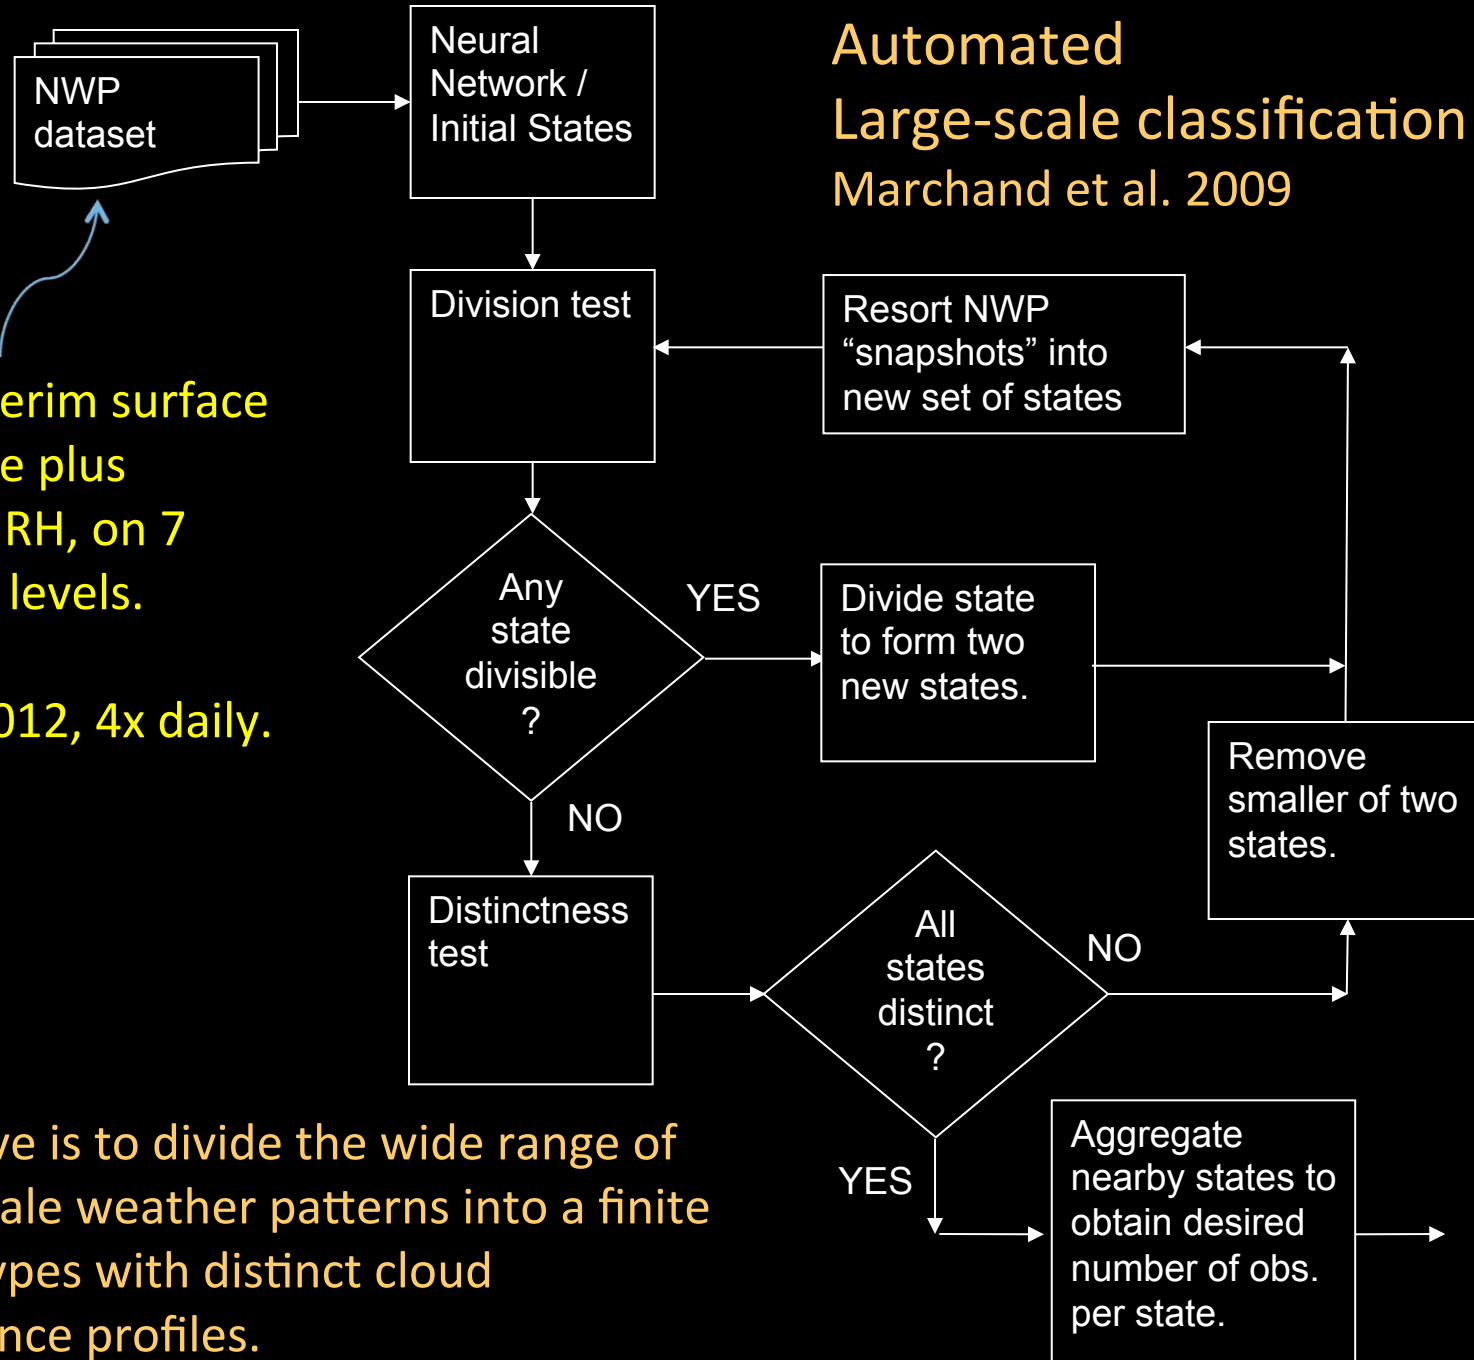 Automated
Large-scale classification
Marchand et al. 2009
NWP
dataset
Neural
Network /
Initial States
Division test
Resort NWP
“snapshots” into
new set of states
erim surface
e plus
RH, on 7
levels.
012, 4x daily.
Any
state
divisible
?
YES
Divide state
to form two
new states.
NO
Remove
smaller of two
states.
Distinctness
test
All
states
distinct
?
NO
YES
Aggregate
nearby states to
obtain desired
number of obs.
per state.
ve is to divide the wide range of
ale weather patterns into a finite
ypes with distinct cloud
nce profiles.